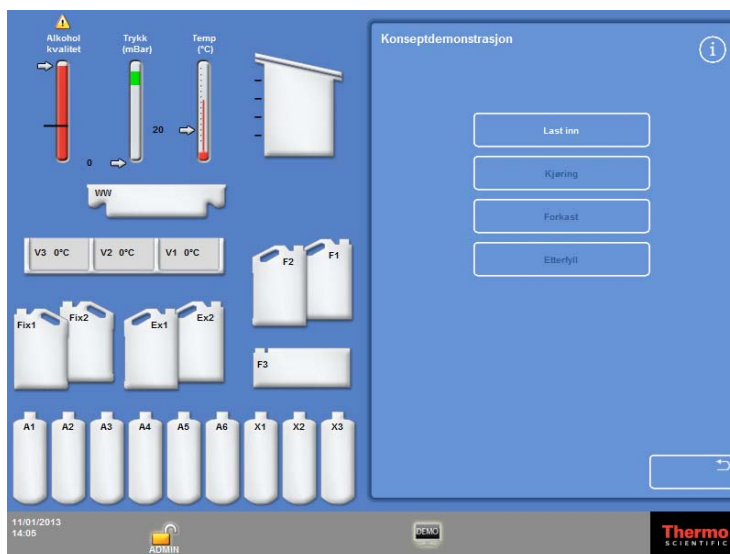 Alkohol
kvalitet
Trykk
(mBar)
Temp
(°C)
20
0
WW
V3 0°C
V2 0°C
V1 0°C
F2
F1
Fix1
Fix2
Ex1
Ex2
F3
A1
A2
A3
A4
A5
A6
X1
X2
X3
Konseptdemonstrasjon
i
Last inn
Kjøring
Forkast
Etterfyll
11/01/2013
14:05
ADMIN
DEMO
Thermo
SCIENTIFIC